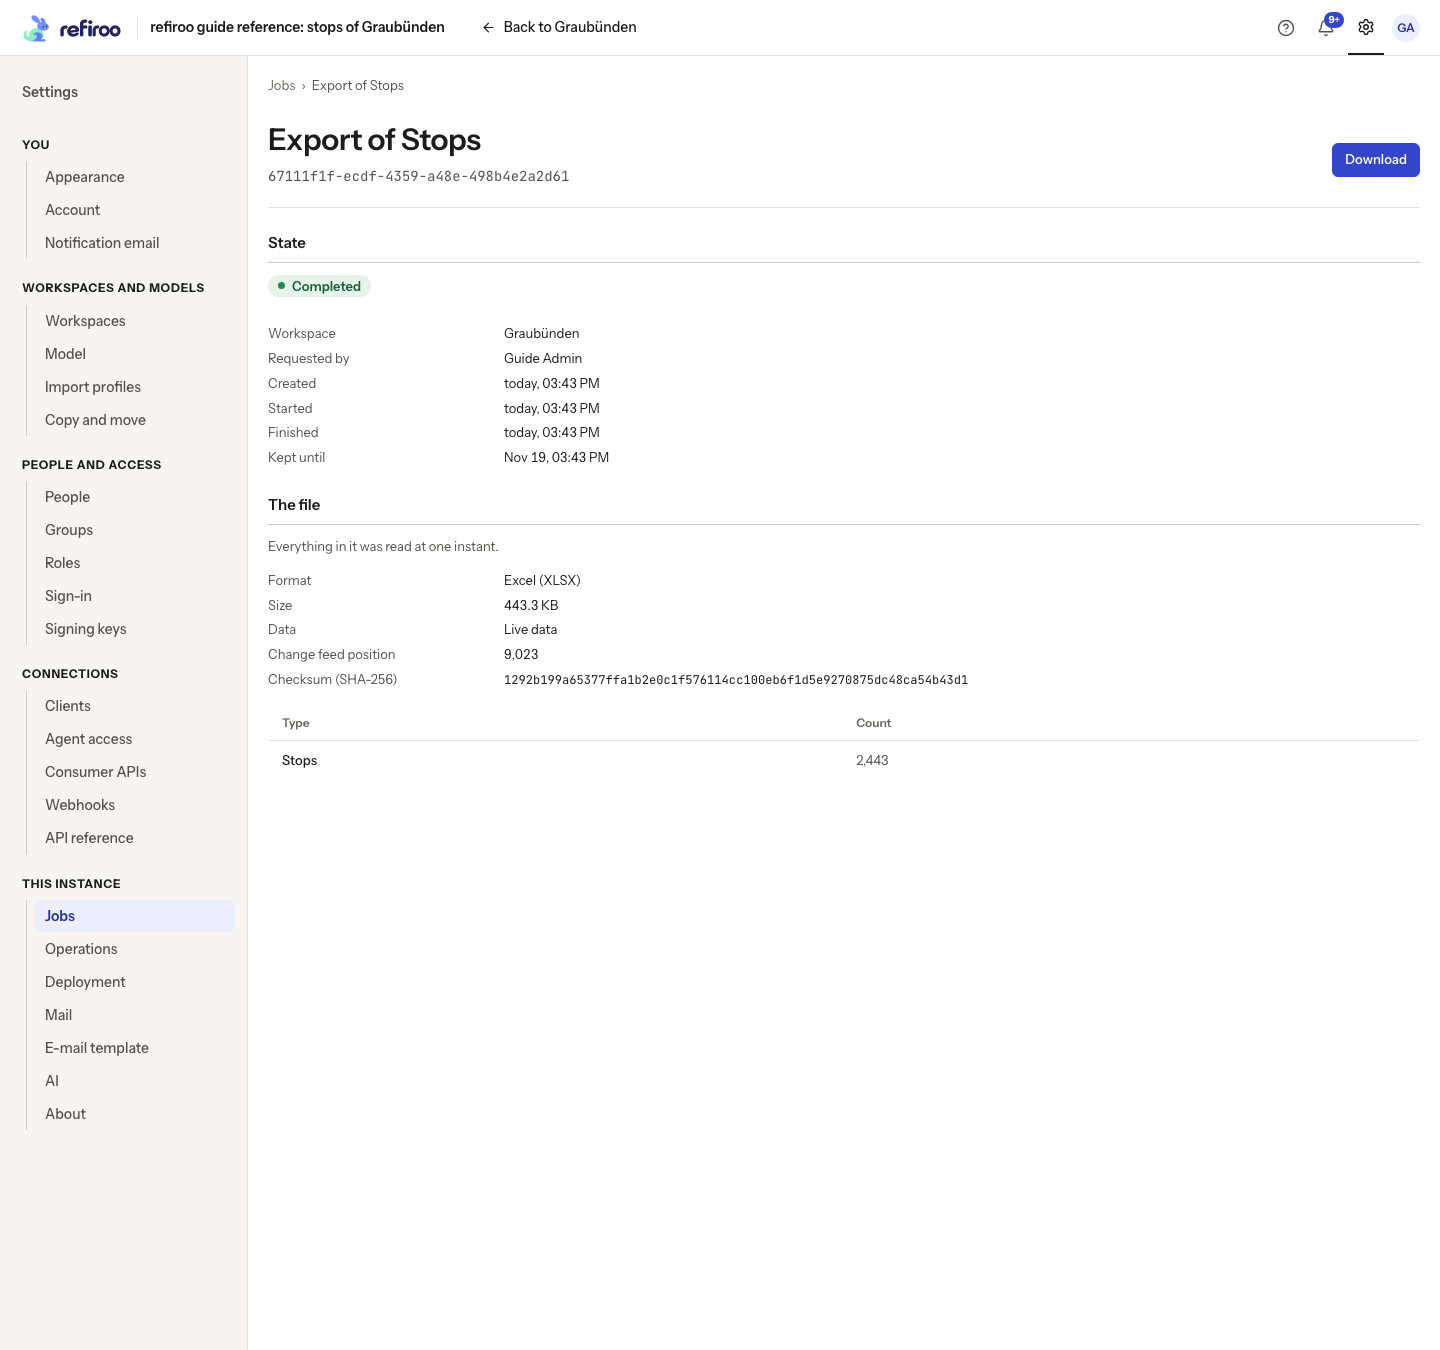 refiroo
refiroo guide reference: stops of Graubünden
← Back to Graubünden
9+
GA
Settings
YOU
Appearance
Account
Notification email
WORKSPACES AND MODELS
Workspaces
Model
Import profiles
Copy and move
PEOPLE AND ACCESS
People
Groups
Roles
Sign-in
Signing keys
CONNECTIONS
Clients
Agent access
Consumer APIs
Webhooks
API reference
THIS INSTANCE
Jobs
Operations
Deployment
Mail
E-mail template
AI
About
Jobs › Export of Stops
Export of Stops
67111f1f-ecdf-4359-a48e-498b4e2a2d61
Download
State
Completed
Workspace Graubünden
Requested by Guide Admin
Created today, 03:43 PM
Started today, 03:43 PM
Finished today, 03:43 PM
Kept until Nov 19, 03:43 PM
The file
Everything in it was read at one instant.
Format Excel (XLSX)
Size 443.3 KB
Data Live data
Change feed position 9,023
Checksum (SHA-256) 1292b199a65377ffa1b2e0c1f576114cc100eb6f1d5e9270875dc48ca54b43d1
Type Count
Stops 2,443